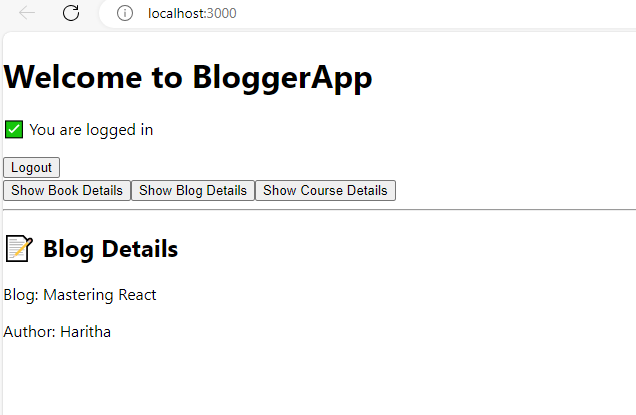 localhost:3000
Welcome to BloggerApp
✅ You are logged in
Logout
Show Book Details Show Blog Details Show Course Details
📝 Blog Details
Blog: Mastering React
Author: Haritha